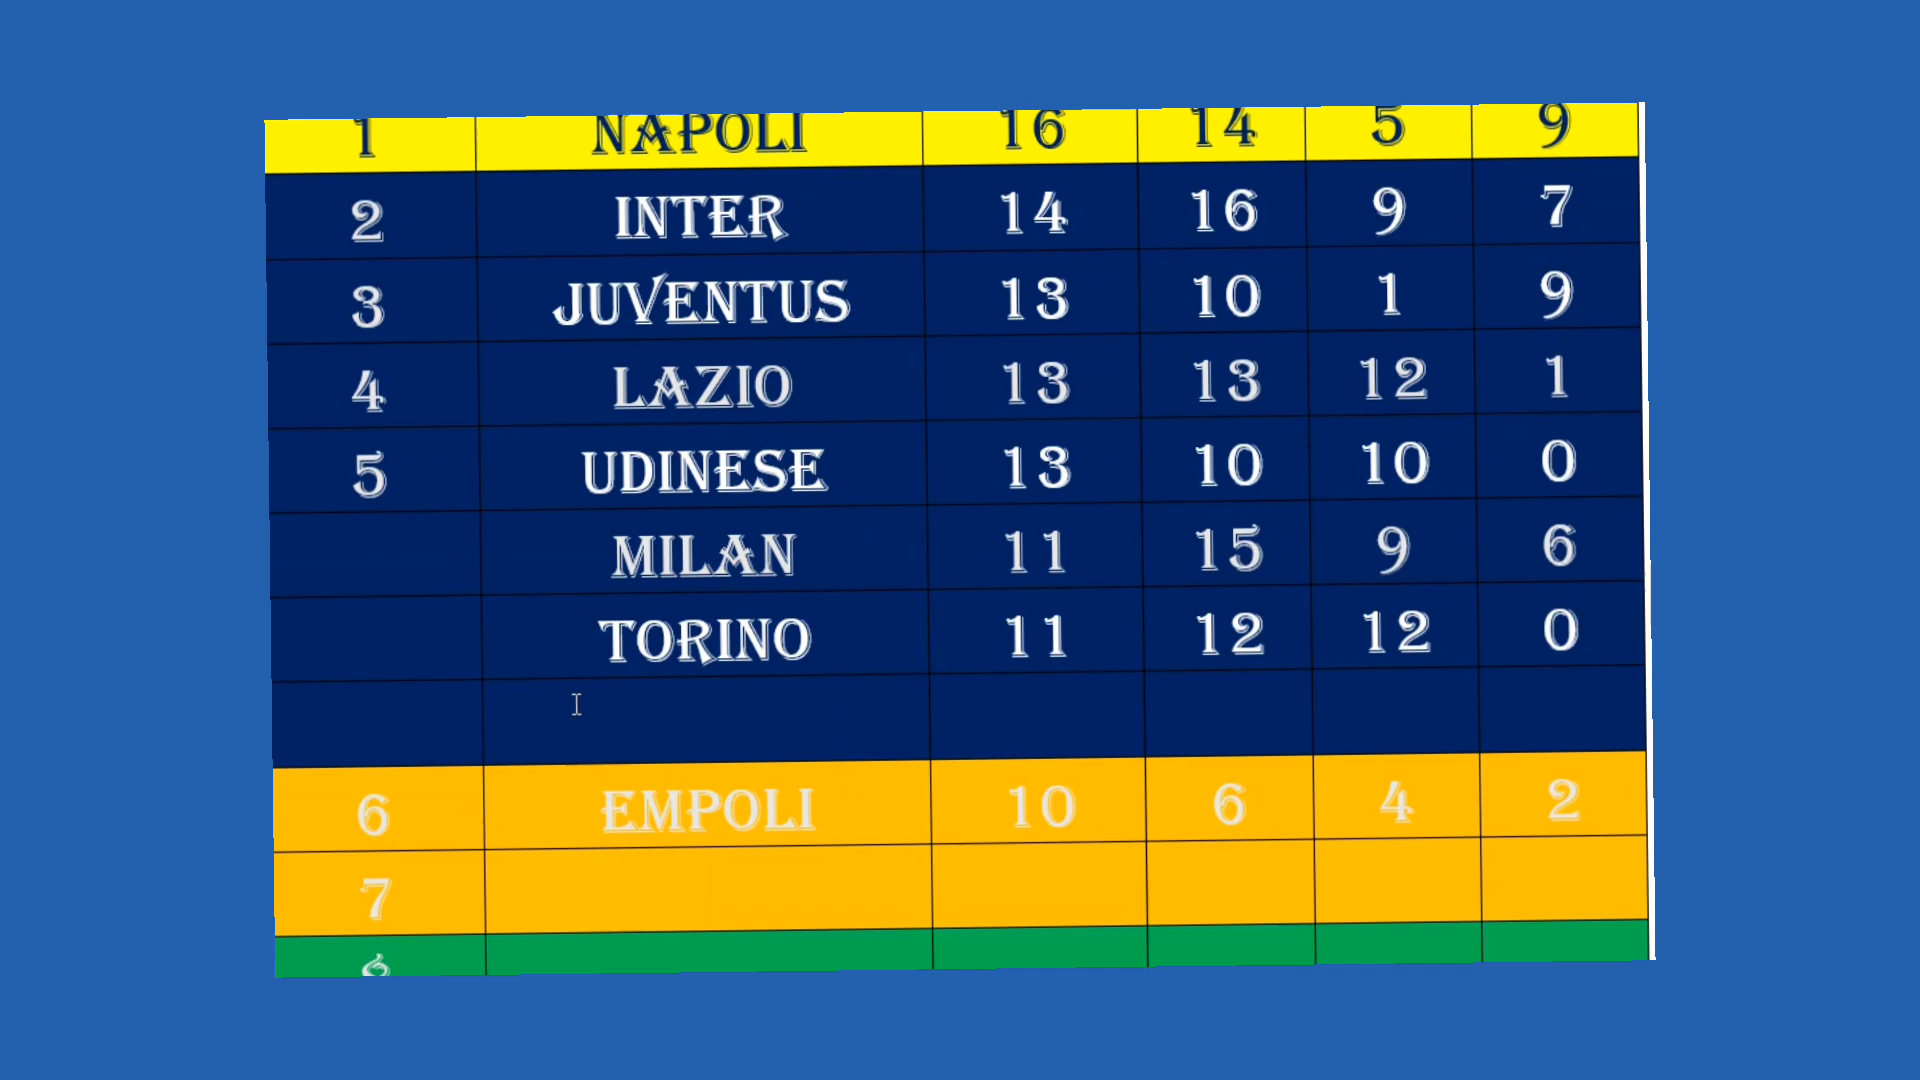 1 NAPOLI 16 14 5 9
2 INTER 14 16 9 7
3 JUVENTUS 13 10 1 9
4 LAZIO 13 13 12 1
5 UDINESE 13 10 10 0
MILAN 11 15 9 6
TORINO 11 12 12 0
6 EMPOLI 10 6 4 2
7